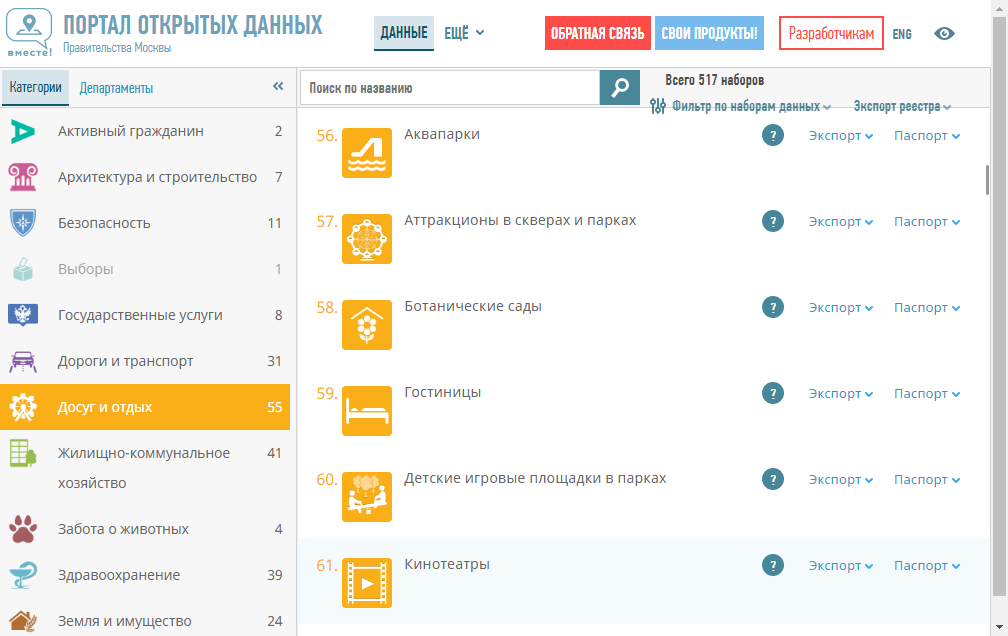 вместе!
ПОРТАЛ ОТКРЫТЫХ ДАННЫХ
Правительства Москвы
ДАННЫЕ
ЕЩЁ
ОБРАТНАЯ СВЯЗЬ
СВОИ ПРОДУКТЫ!
Разработчикам
ENG
Категории
Департаменты
«
Поиск по названию
Всего 517 наборов
Фильтр по наборам данных
Экспорт реестра
Активный гражданин 2
Архитектура и строительство 7
Безопасность 11
Выборы 1
Государственные услуги 8
Дороги и транспорт 31
Досуг и отдых 55
Жилищно-коммунальное 41
хозяйство
Забота о животных 4
Здравоохранение 39
Земля и имущество 24
56. Аквапарки ? Экспорт Паспорт
57. Аттракционы в скверах и парках ? Экспорт Паспорт
58. Ботанические сады ? Экспорт Паспорт
59. Гостиницы ? Экспорт Паспорт
60. Детские игровые площадки в парках ? Экспорт Паспорт
61. Кинотеатры ? Экспорт Паспорт